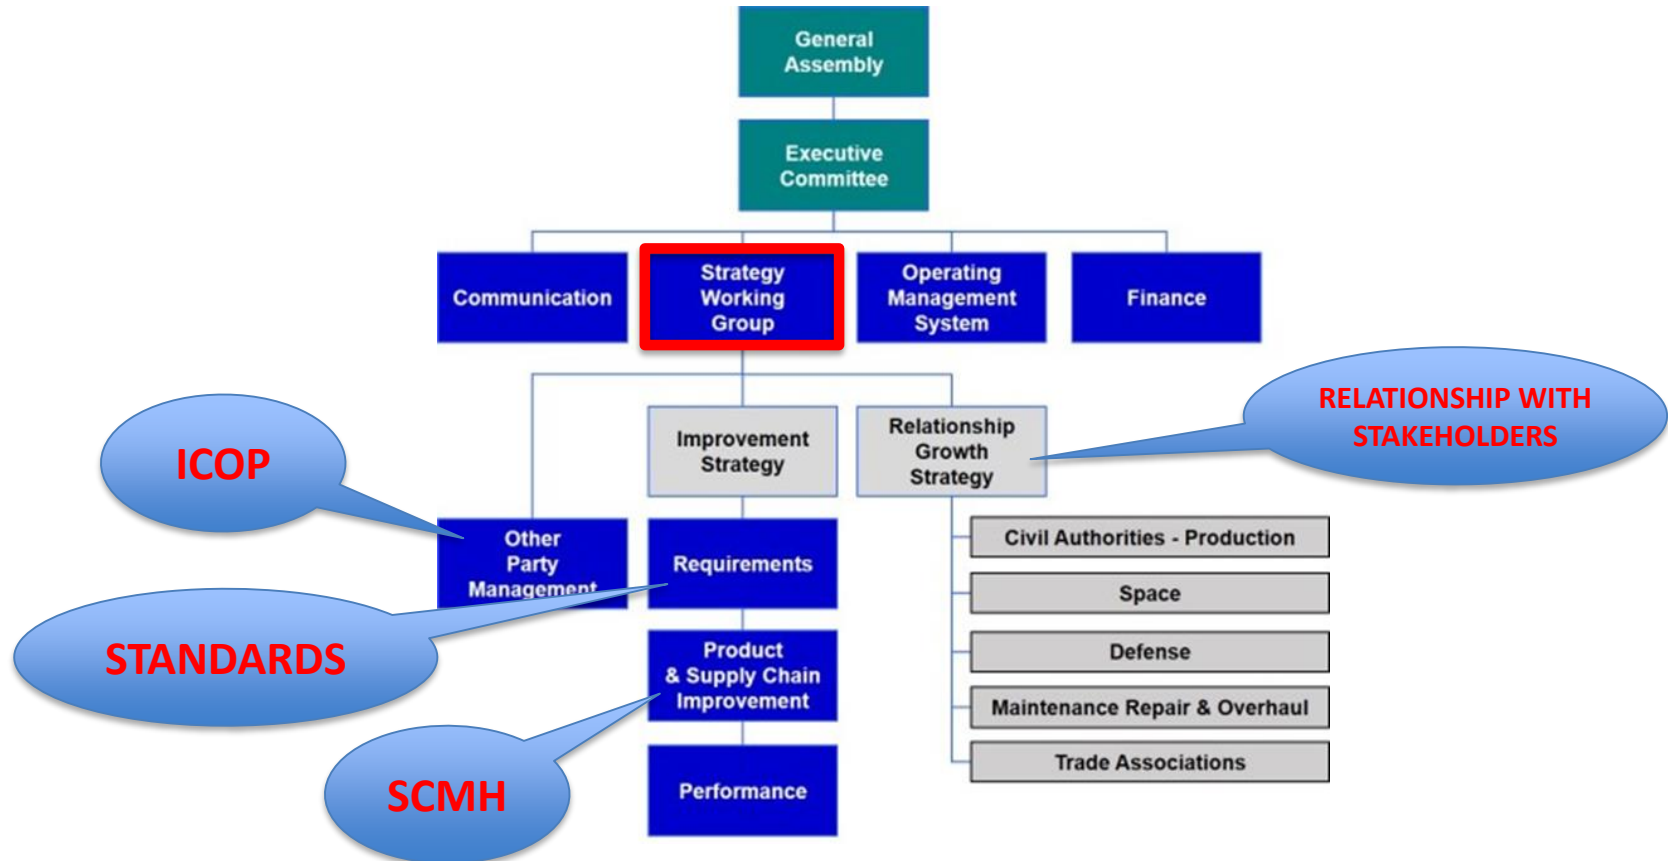 General
Assembly
Executive
Committee
Communication
Strategy
Working
Group
Operating
Management
System
Finance
RELATIONSHIP WITH
STAKEHOLDERS
ICOP
Improvement
Strategy
Relationship
Growth
Strategy
Other
Party
Management
Requirements
Civil Authorities - Production
Space
STANDARDS
Product
& Supply Chain
Improvement
Defense
Maintenance Repair & Overhaul
Trade Associations
SCMH
Performance